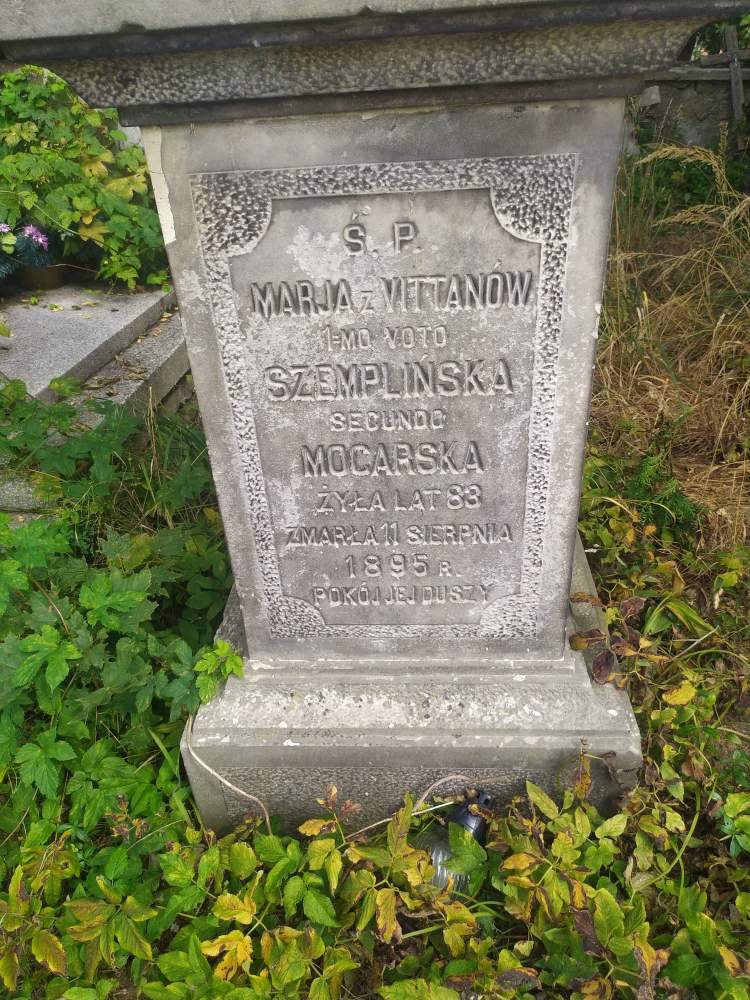 Ś. P.
MARJA z VITTANÓW
1-MO VOTO
SZEMPLIŃSKA
SECUNDO
MOCARSKA
ŻYŁA LAT 83
ZMARŁA 11 SIERPNIA
1895 R.
POKÓJ JEJ DUSZY